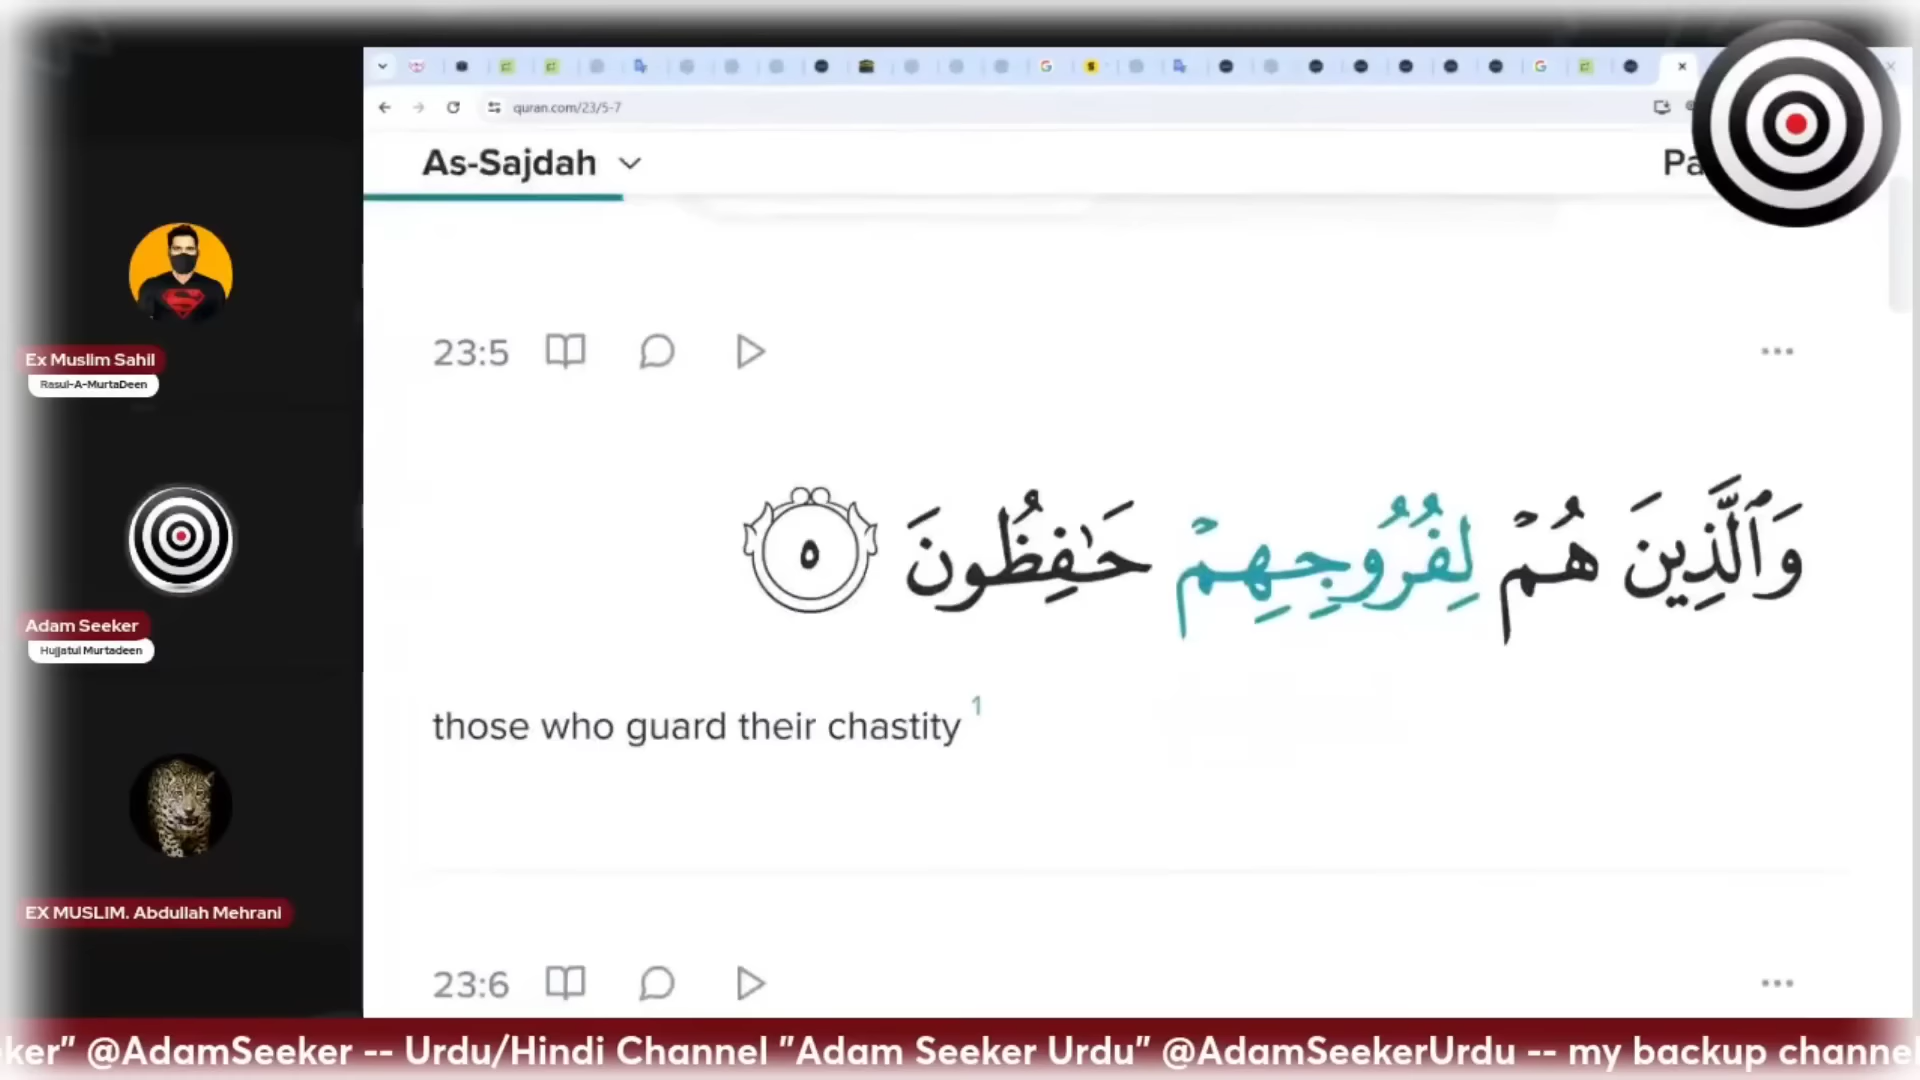 quran.com/23/5-7
As-Sajdah
Pa
23:5
وَٱلَّذِينَ هُمْ لِفُرُوجِهِمْ حَـٰفِظُونَ ٥
those who guard their chastity 1
23:6
Ex Muslim Sahil
Rasul-A-MurtaDeen
Adam Seeker
Hujjatul Murtadeen
EX MUSLIM. Abdullah Mehrani
ker" @AdamSeeker -- Urdu/Hindi Channel "Adam Seeker Urdu" @AdamSeekerUrdu -- my backup channe